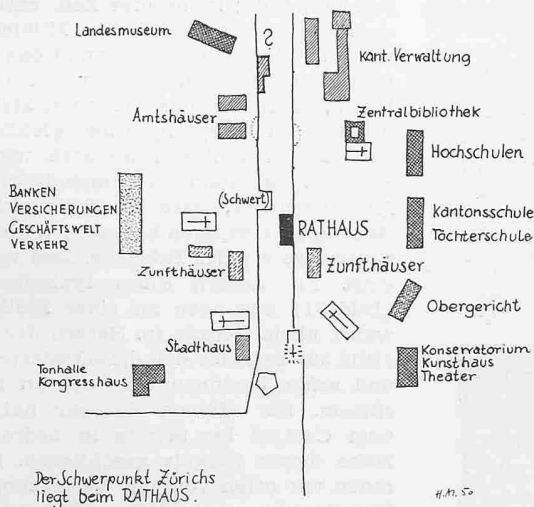 Landesmuseum
Kant. Verwaltung
Amtshäuser
Zentralbibliothek
Hochschulen
BANKEN
VERSICHERUNGEN
GESCHÄFTSWELT
VERKEHR
(Schwert)
RATHAUS
Kantonsschule
Töchterschule
Zunfthäuser
Zunfthäuser
Obergericht
Stadthaus
Tonhalle
Kongresshaus
Konservatorium
Kunsthaus
Theater
Der Schwerpunkt Zürichs
liegt beim RATHAUS.
H.M. 50